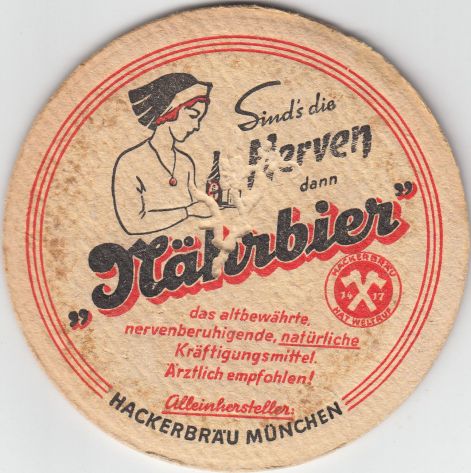 Sind's die
Nerven
dann
„Nährbier”
HACKERBRÄU
14 17
HAT WELTRUF
das altbewährte,
nervenberuhigende, natürliche
Kräftigungsmittel.
Ärztlich empfohlen!
Alleinhersteller:
HACKERBRÄU MÜNCHEN